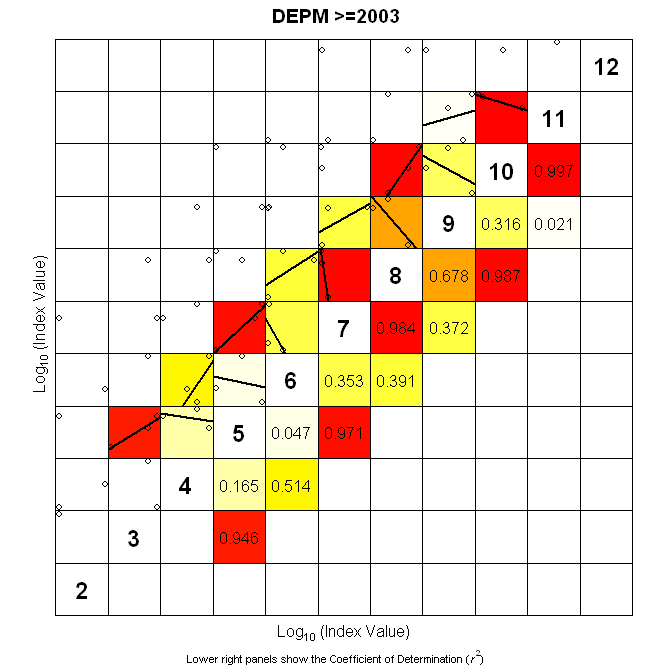 DEPM >=2003
12
11
10 0.997
9 0.316 0.021
8 0.678 0.987
7 0.984 0.372
6 0.353 0.391
5 0.047 0.971
4 0.165 0.514
3 0.946
2
Log10 (Index Value)
Log10 (Index Value)
Lower right panels show the Coefficient of Determination (r2)